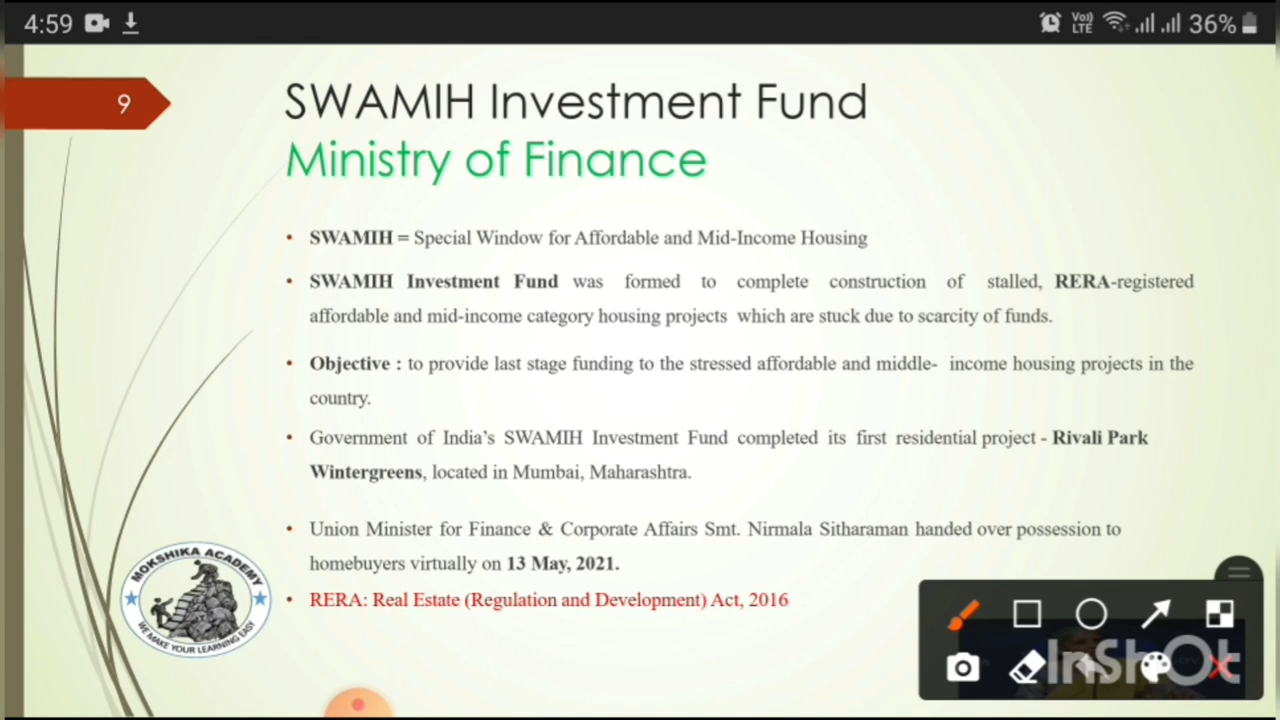 4:59
Vo)) LTE 36%
9
SWAMIH Investment Fund
Ministry of Finance
• SWAMIH = Special Window for Affordable and Mid-Income Housing
• SWAMIH Investment Fund was formed to complete construction of stalled, RERA-registered
affordable and mid-income category housing projects which are stuck due to scarcity of funds.
• Objective : to provide last stage funding to the stressed affordable and middle- income housing projects in the
country.
• Government of India's SWAMIH Investment Fund completed its first residential project - Rivali Park
Wintergreens, located in Mumbai, Maharashtra.
• Union Minister for Finance & Corporate Affairs Smt. Nirmala Sitharaman handed over possession to
homebuyers virtually on 13 May, 2021.
• RERA: Real Estate (Regulation and Development) Act, 2016
MOKSHIKA ACADEMY
WE MAKE YOUR LEARNING EASY
InShOt